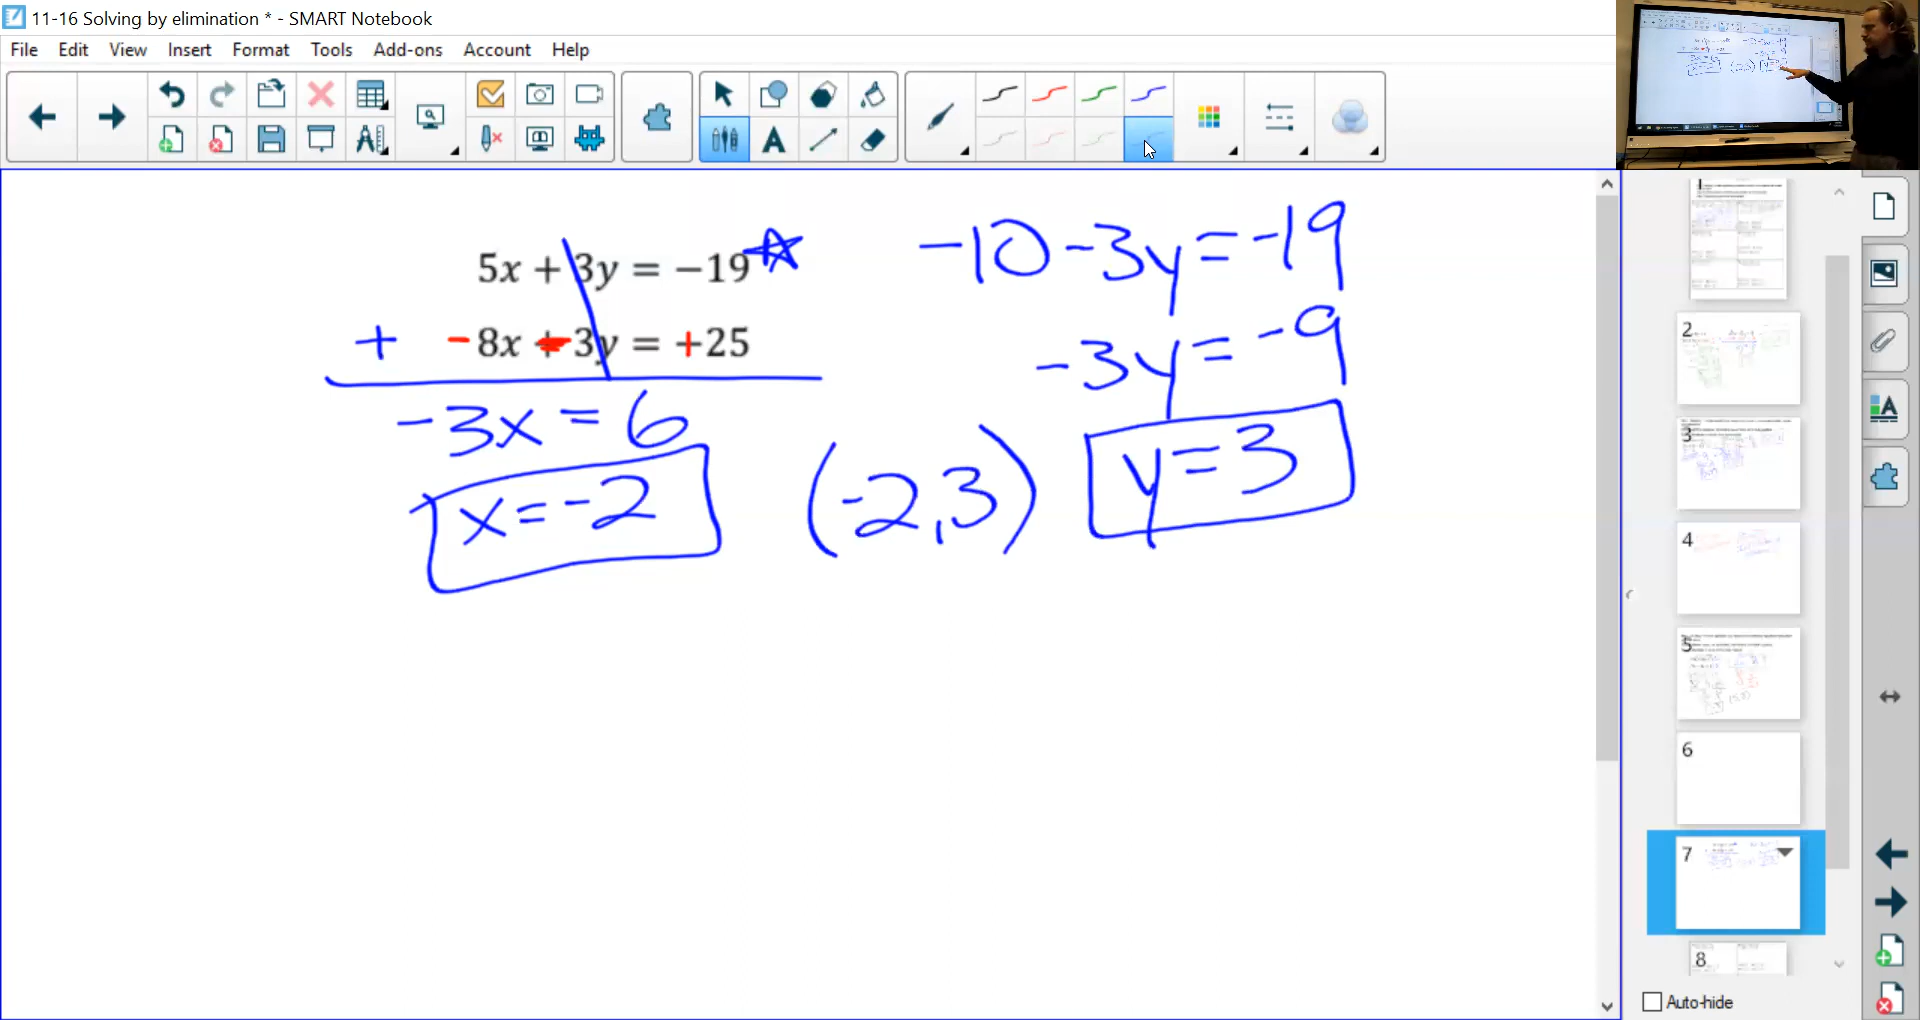 11-16 Solving by elimination * - SMART Notebook
File Edit View Insert Format Tools Add-ons Account Help
5x + 3y = −19
+ -8x - 3y = +25
-3x = 6
x = -2
(-2,3)
-10 - 3y = -19
-3y = -9
y = 3
1
2
3
4
5
6
7
8
Auto-hide